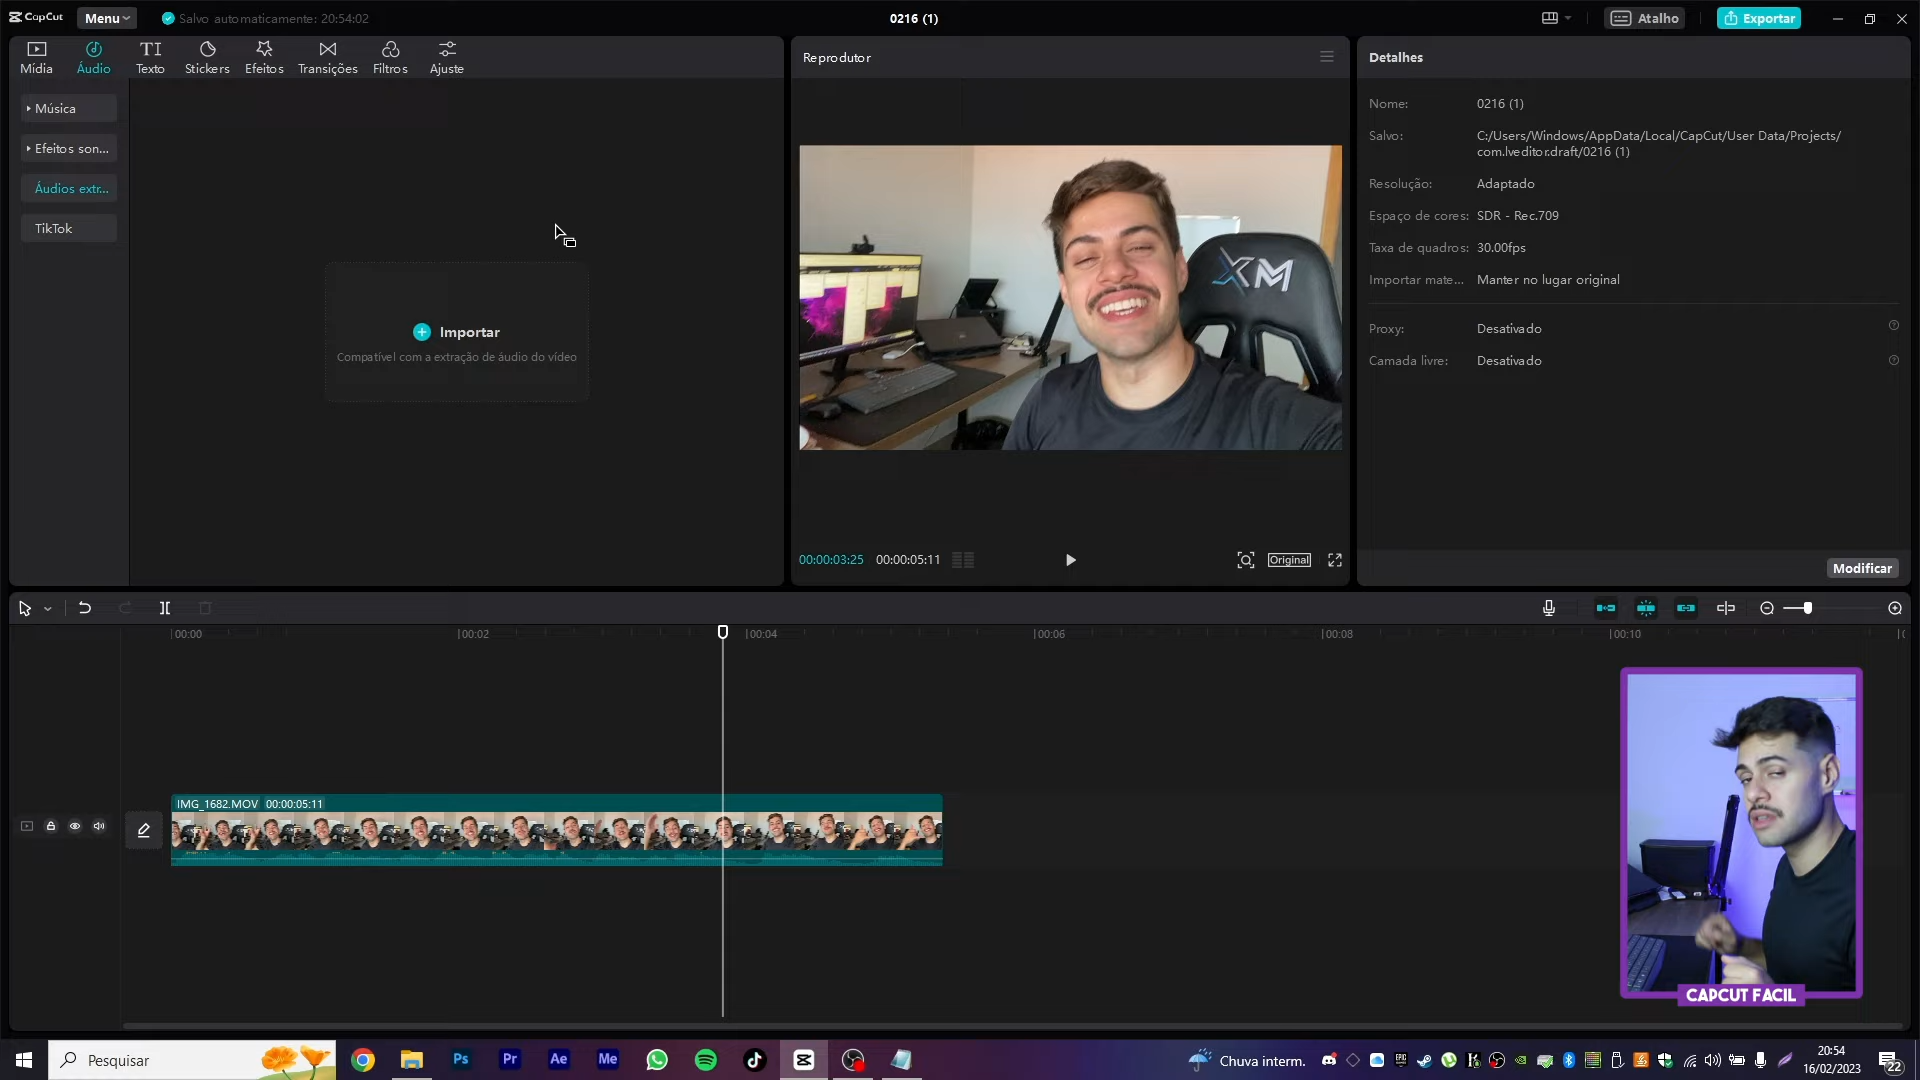 CapCut
Menu
Salvo automaticamente: 20:54:02
0216 (1)
Atalho
Exportar
Mídia
Áudio
TI
Texto
Stickers
Efeitos
Transições
Filtros
Ajuste
Reprodutor
Detalhes
Música
Efeitos son...
Áudios extr...
TikTok
Importar
Compatível com a extração de áudio do vídeo
XM
Nome:
0216 (1)
Salvo:
C:/Users/Windows/AppData/Local/CapCut/User Data/Projects/
com.lveditor.draft/0216 (1)
Resolução:
Adaptado
Espaço de cores:
SDR - Rec.709
Taxa de quadros:
30.00fps
Importar mate...
Manter no lugar original
Proxy:
Desativado
Camada livre:
Desativado
00:00:03:25
00:00:05:11
Original
Modificar
00:00
00:02
00:04
00:06
00:08
00:10
IMG_1682.MOV 00:00:05:11
CAPCUT FACIL
Pesquisar
Ps
Pr
Ae
Me
Chuva interm.
20:54
16/02/2023
22